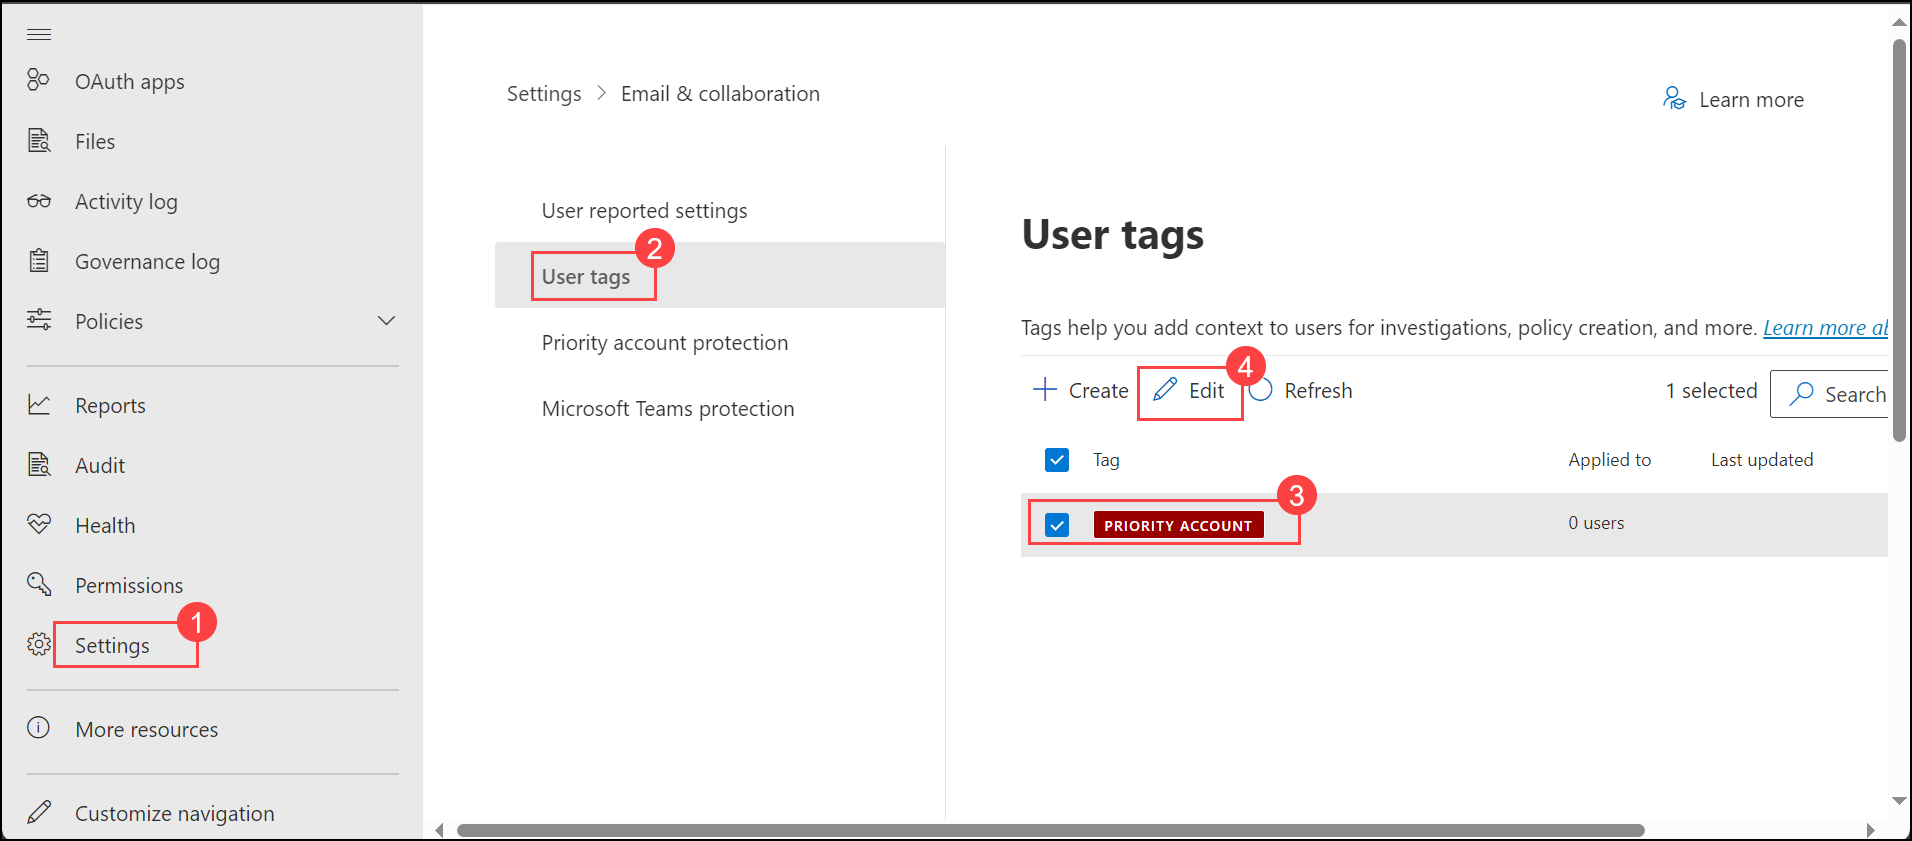 OAuth apps
Files
Activity log
Governance log
Policies
Reports
Audit
Health
Permissions
1
Settings
More resources
Customize navigation
Settings > Email & collaboration
Learn more
User reported settings
2
User tags
Priority account protection
Microsoft Teams protection
User tags
Tags help you add context to users for investigations, policy creation, and more. Learn more ab
4
Create Edit Refresh 1 selected Search
Tag Applied to Last updated
3
PRIORITY ACCOUNT 0 users